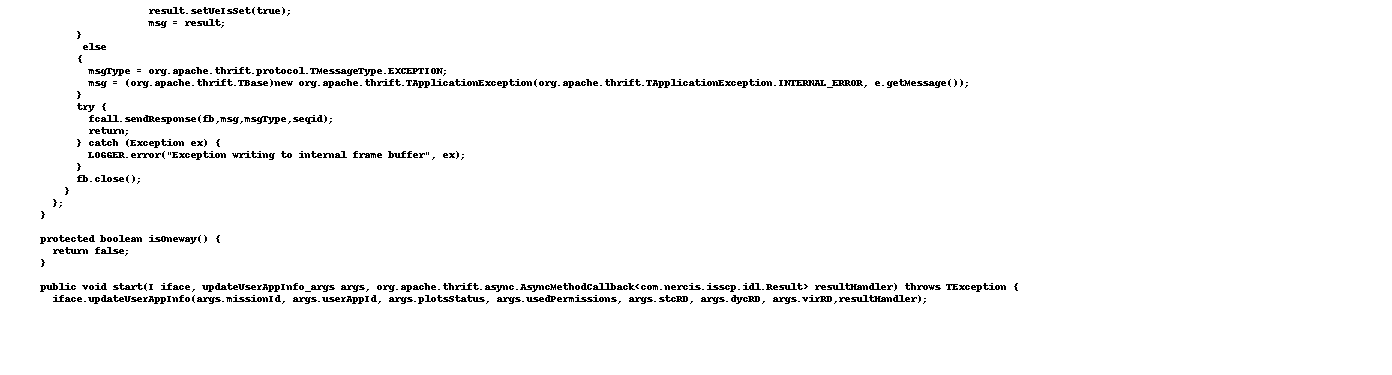 result.setUeIsSet(true);
msg = result;
}
else
{
msgType = org.apache.thrift.protocol.TMessageType.EXCEPTION;
msg = (org.apache.thrift.TBase)new org.apache.thrift.TApplicationException(org.apache.thrift.TApplicationException.INTERNAL_ERROR, e.getMessage());
}
try {
fcall.sendResponse(fb,msg,msgType,seqid);
return;
} catch (Exception ex) {
LOGGER.error("Exception writing to internal frame buffer", ex);
}
fb.close();
}
};
}
protected boolean isOneway() {
return false;
}
public void start(I iface, updateUserAppInfo_args args, org.apache.thrift.async.AsyncMethodCallback<com.nercis.isscp.idl.Result> resultHandler) throws TException {
iface.updateUserAppInfo(args.missionId, args.userAppId, args.plotsStatus, args.usedPermissions, args.stcRD, args.dycRD, args.virRD,resultHandler);